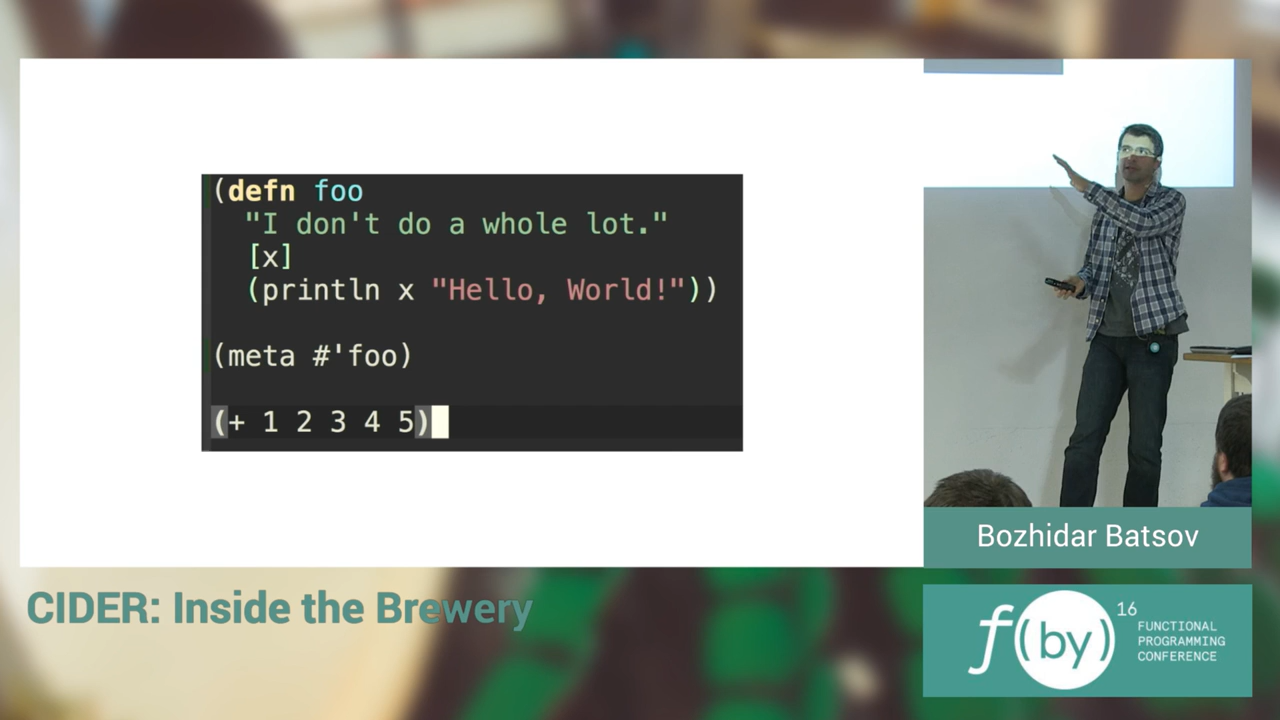 (defn foo
"I don't do a whole lot."
[x]
(println x "Hello, World!"))
(meta #'foo)
(+ 1 2 3 4 5)
Bozhidar Batsov
CIDER: Inside the Brewery
f(by) 16
FUNCTIONAL
PROGRAMMING
CONFERENCE